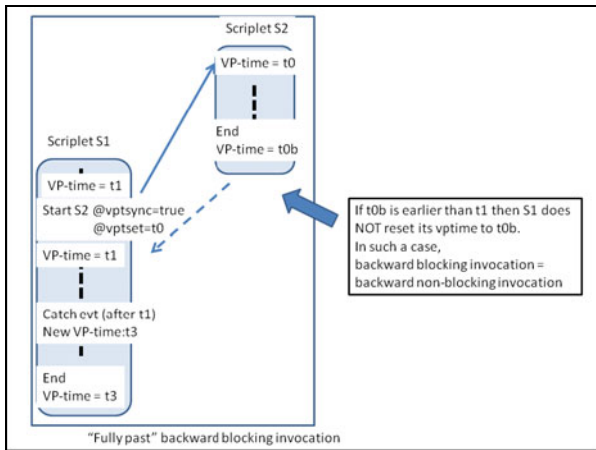 Scriplet S2
VP-time = t0
End
VP-time = t0b
Scriplet S1
VP-time = t1
Start S2 @vptsync=true
@vptset=t0
VP-time = t1
Catch evt (after t1)
New VP-time:t3
End
VP-time = t3
If t0b is earlier than t1 then S1 does
NOT reset its vptime to t0b.
In such a case,
backward blocking invocation =
backward non-blocking invocation
"Fully past" backward blocking invocation